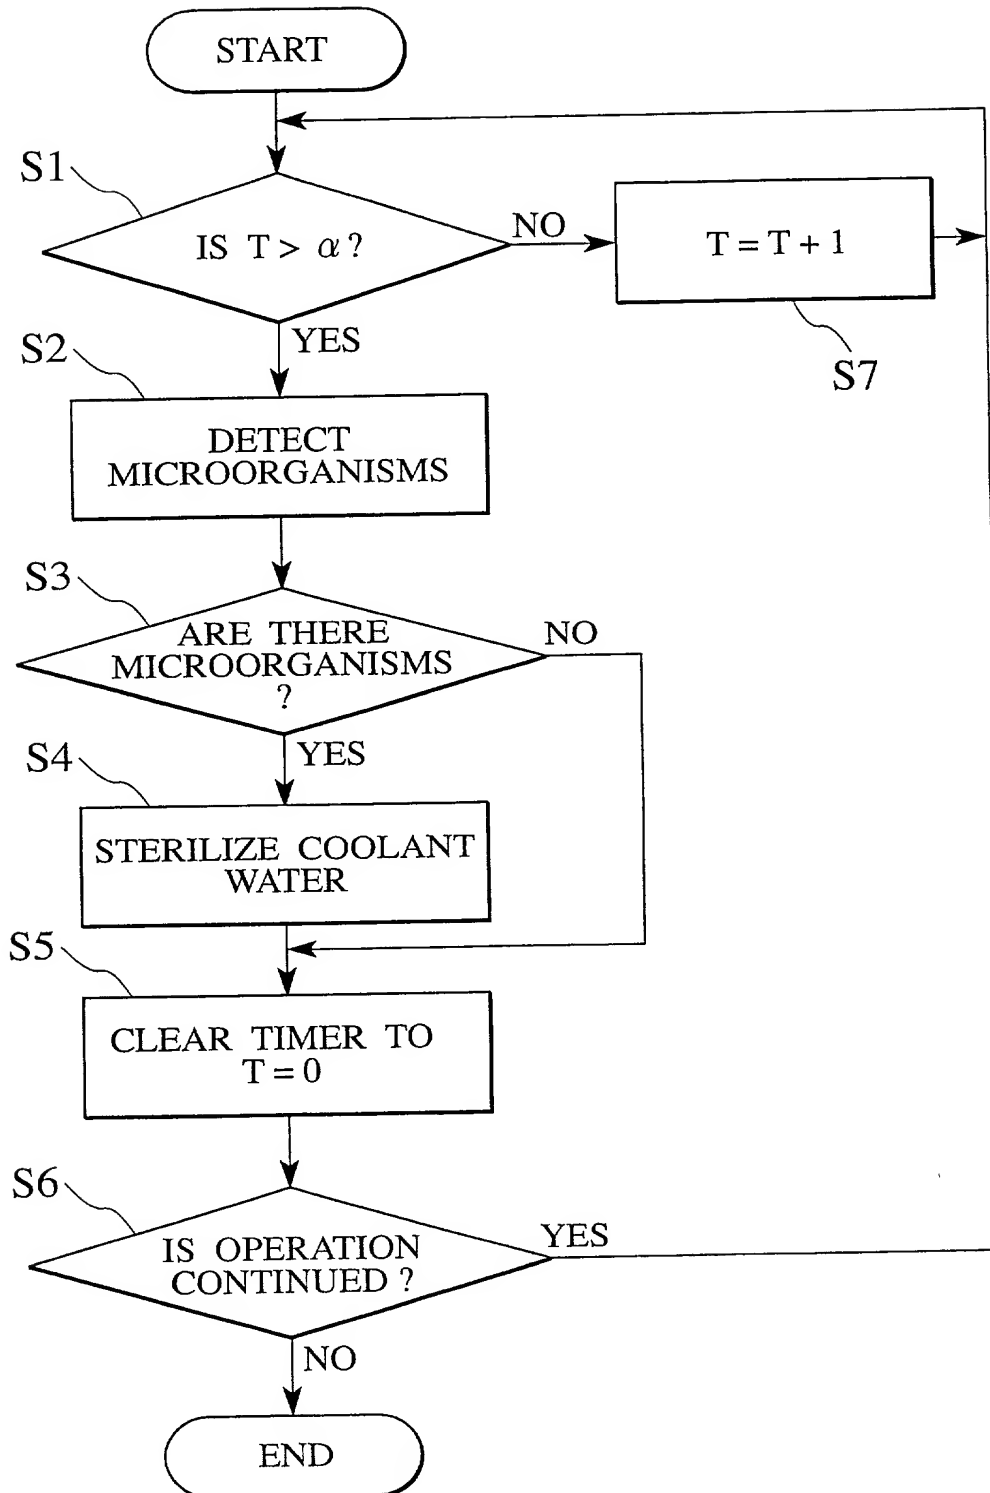 START
S1
IS T > α ?
NO
T = T + 1
S7
YES
S2
DETECT
MICROORGANISMS
S3
ARE THERE
MICROORGANISMS
?
NO
YES
S4
STERILIZE COOLANT
WATER
S5
CLEAR TIMER TO
T = 0
S6
IS OPERATION
CONTINUED ?
YES
NO
END